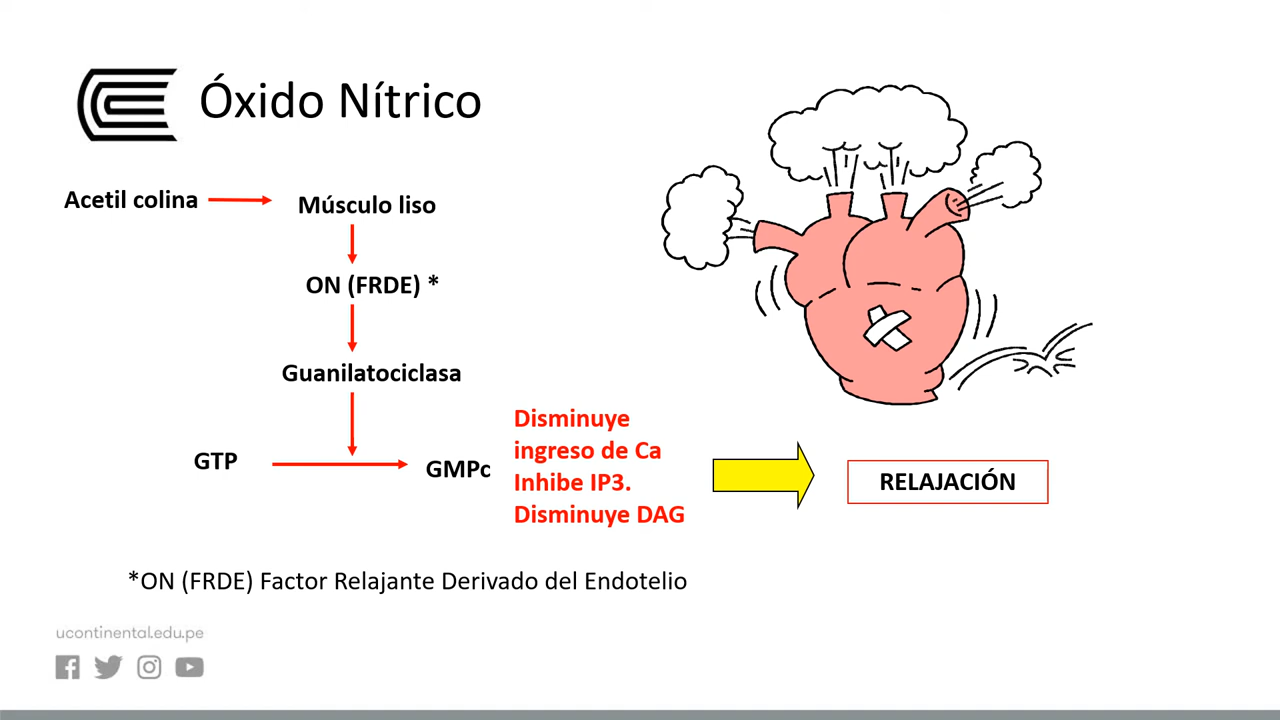 Óxido Nítrico
Acetil colina
Músculo liso
ON (FRDE) *
Guanilatociclasa
GTP
GMPc
Disminuye
ingreso de Ca
Inhibe IP3.
Disminuye DAG
RELAJACIÓN
*ON (FRDE) Factor Relajante Derivado del Endotelio
ucontinental.edu.pe